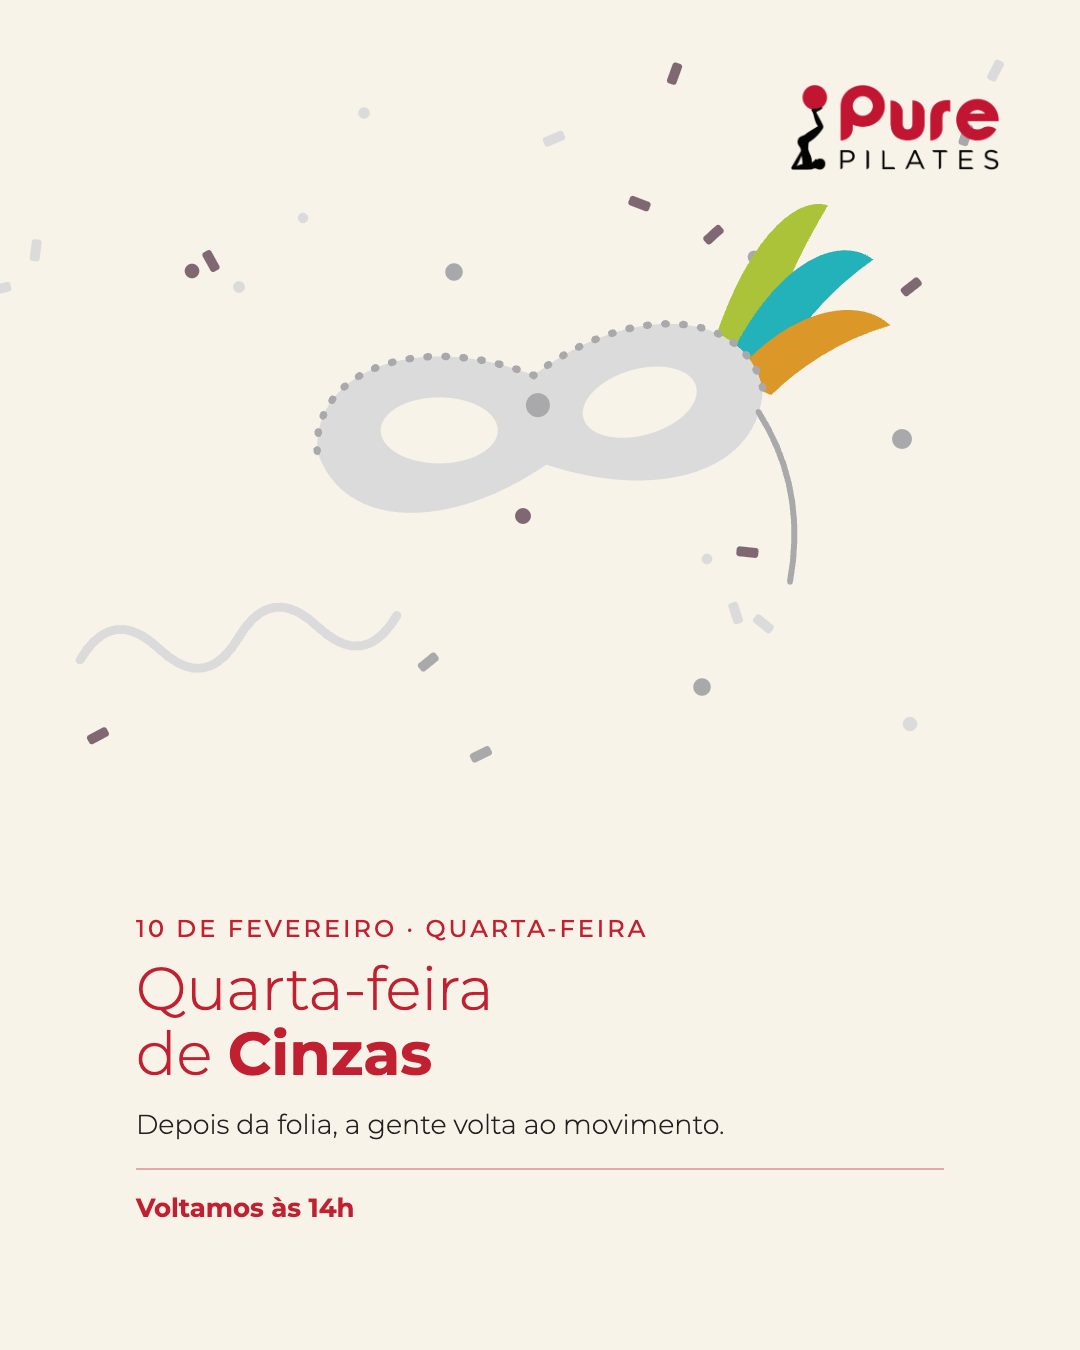 Pure
PILATES
10 DE FEVEREIRO · QUARTA-FEIRA
Quarta-feira
de Cinzas
Depois da folia, a gente volta ao movimento.
Voltamos às 14h